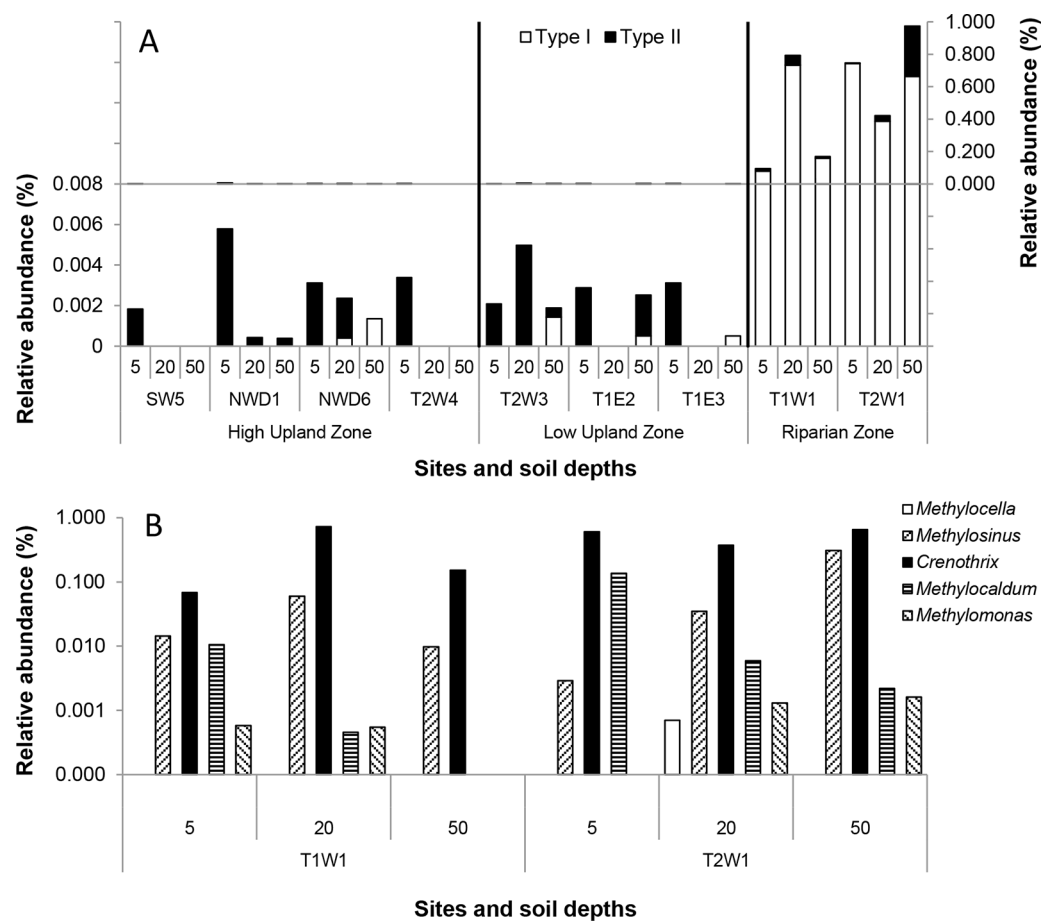 A
Type I Type II
Relative abundance (%)
0.008
0.006
0.004
0.002
0
1.000
0.800
0.600
0.400
0.200
0.000
Relative abundance (%)
5 20 50 5 20 50 5 20 50 5 20 50 5 20 50 5 20 50 5 20 50 5 20 50 5 20 50
SW5 NWD1 NWD6 T2W4 T2W3 T1E2 T1E3 T1W1 T2W1
High Upland Zone Low Upland Zone Riparian Zone
Sites and soil depths
B
Relative abundance (%)
1.000
0.100
0.010
0.001
0.000
Methylocella
Methylosinus
Crenothrix
Methylocaldum
Methylomonas
5 20 50 5 20 50
T1W1 T2W1
Sites and soil depths